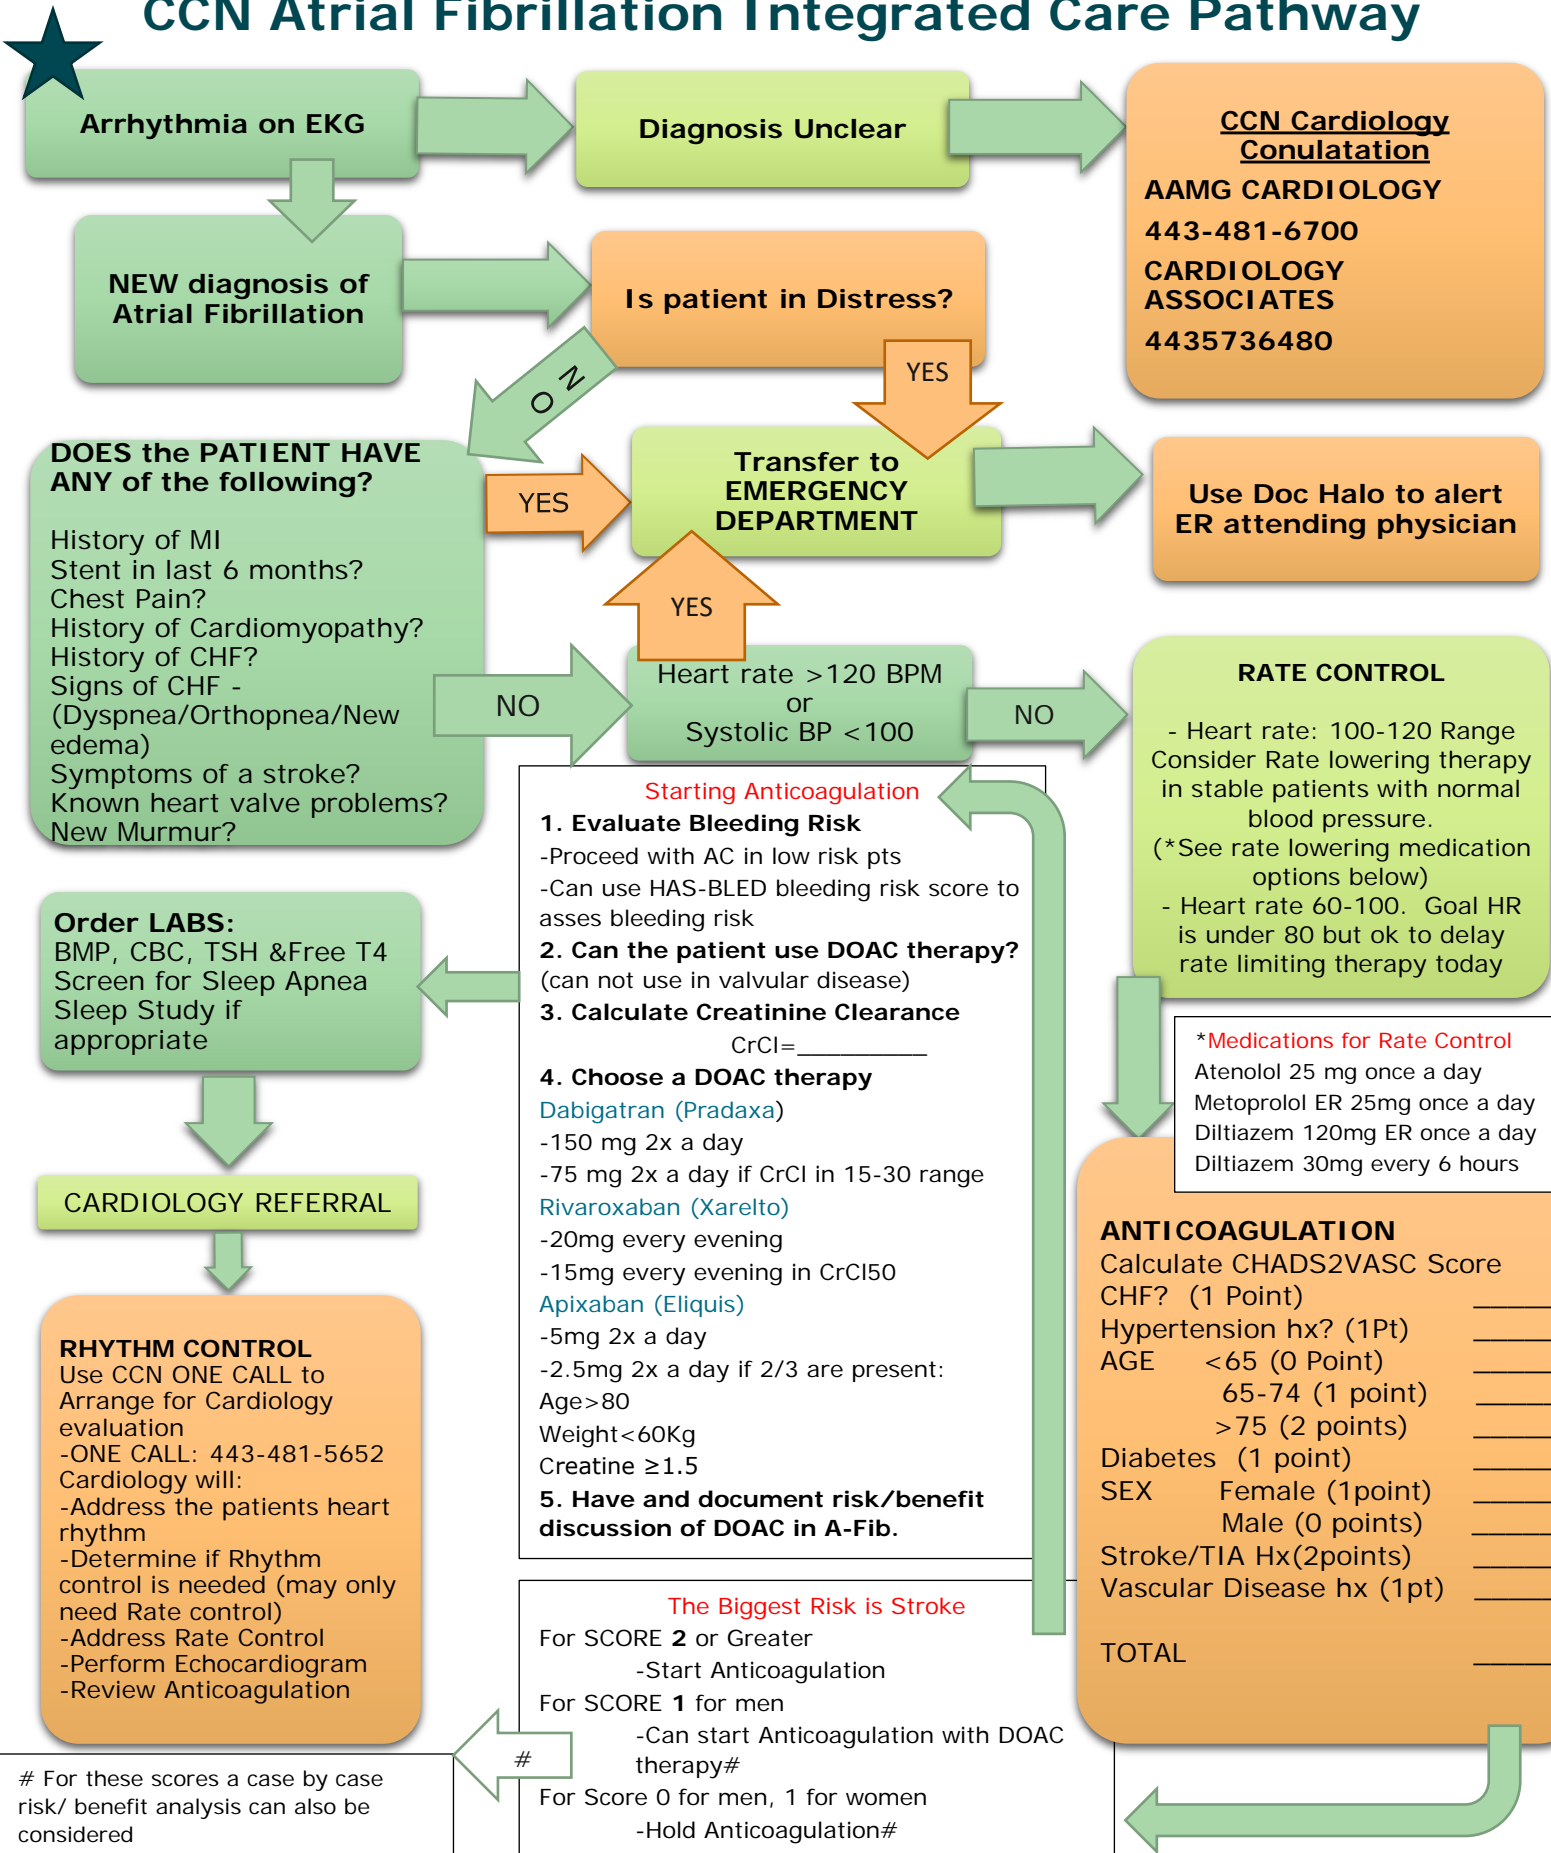 CCN Atrial Fibrillation Integrated Care Pathway
Arrhythmia on EKG
Diagnosis Unclear
CCN Cardiology
Conulatation
AAMG CARDIOLOGY
443-481-6700
CARDIOLOGY
ASSOCIATES
4435736480
NEW diagnosis of
Atrial Fibrillation
Is patient in Distress?
NO
YES
DOES the PATIENT HAVE
ANY of the following?
History of MI
Stent in last 6 months?
Chest Pain?
History of Cardiomyopathy?
History of CHF?
Signs of CHF -
(Dyspnea/Orthopnea/New
edema)
Symptoms of a stroke?
Known heart valve problems?
New Murmur?
YES
Transfer to
EMERGENCY
DEPARTMENT
Use Doc Halo to alert
ER attending physician
YES
NO
Heart rate >120 BPM
or
Systolic BP <100
NO
RATE CONTROL
- Heart rate: 100-120 Range
Consider Rate lowering therapy
in stable patients with normal
blood pressure.
(*See rate lowering medication
options below)
- Heart rate 60-100. Goal HR
is under 80 but ok to delay
rate limiting therapy today
*Medications for Rate Control
Atenolol 25 mg once a day
Metoprolol ER 25mg once a day
Diltiazem 120mg ER once a day
Diltiazem 30mg every 6 hours
ANTICOAGULATION
Calculate CHADS2VASC Score
CHF? (1 Point) _____
Hypertension hx? (1Pt) _____
AGE <65 (0 Point) _____
65-74 (1 point) _____
>75 (2 points) _____
Diabetes (1 point) _____
SEX Female (1point) _____
Male (0 points) _____
Stroke/TIA Hx(2points) _____
Vascular Disease hx (1pt) _____
TOTAL _____
The Biggest Risk is Stroke
For SCORE 2 or Greater
-Start Anticoagulation
For SCORE 1 for men
-Can start Anticoagulation with DOAC
therapy#
For Score 0 for men, 1 for women
-Hold Anticoagulation#
#
# For these scores a case by case
risk/ benefit analysis can also be
considered
Starting Anticoagulation
1. Evaluate Bleeding Risk
-Proceed with AC in low risk pts
-Can use HAS-BLED bleeding risk score to
asses bleeding risk
2. Can the patient use DOAC therapy?
(can not use in valvular disease)
3. Calculate Creatinine Clearance
CrCl=_________
4. Choose a DOAC therapy
Dabigatran (Pradaxa)
-150 mg 2x a day
-75 mg 2x a day if CrCl in 15-30 range
Rivaroxaban (Xarelto)
-20mg every evening
-15mg every evening in CrCl50
Apixaban (Eliquis)
-5mg 2x a day
-2.5mg 2x a day if 2/3 are present:
Age>80
Weight<60Kg
Creatine ≥1.5
5. Have and document risk/benefit
discussion of DOAC in A-Fib.
Order LABS:
BMP, CBC, TSH &Free T4
Screen for Sleep Apnea
Sleep Study if
appropriate
CARDIOLOGY REFERRAL
RHYTHM CONTROL
Use CCN ONE CALL to
Arrange for Cardiology
evaluation
-ONE CALL: 443-481-5652
Cardiology will:
-Address the patients heart
rhythm
-Determine if Rhythm
control is needed (may only
need Rate control)
-Address Rate Control
-Perform Echocardiogram
-Review Anticoagulation